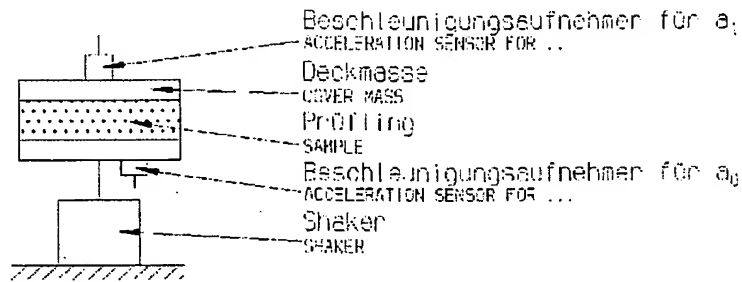 Beschleunigungsaufnehmer für a₁
ACCELERATION SENSOR FOR ..
Deckmasse
COVER MASS
Prüfling
SAMPLE
Beschleunigungsaufnehmer für a₀
ACCELERATION SENSOR FOR ...
Shaker
SHAKER